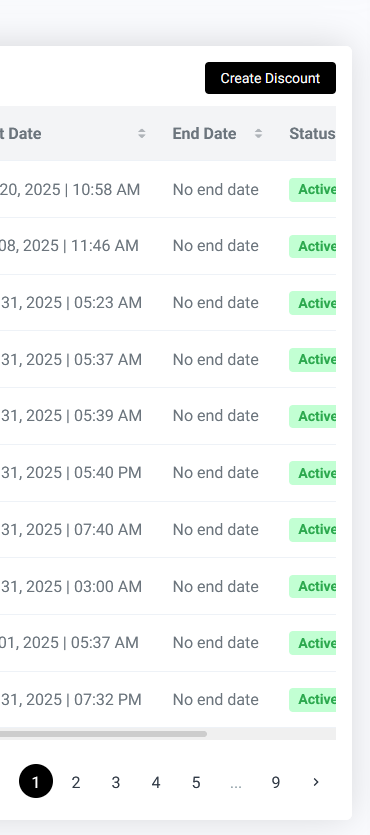 Create Discount
t Date End Date Status
20, 2025 | 10:58 AM No end date Active
08, 2025 | 11:46 AM No end date Active
31, 2025 | 05:23 AM No end date Active
31, 2025 | 05:37 AM No end date Active
31, 2025 | 05:39 AM No end date Active
31, 2025 | 05:40 PM No end date Active
31, 2025 | 07:40 AM No end date Active
31, 2025 | 03:00 AM No end date Active
01, 2025 | 05:37 AM No end date Active
31, 2025 | 07:32 PM No end date Active
1 2 3 4 5 ... 9 ›